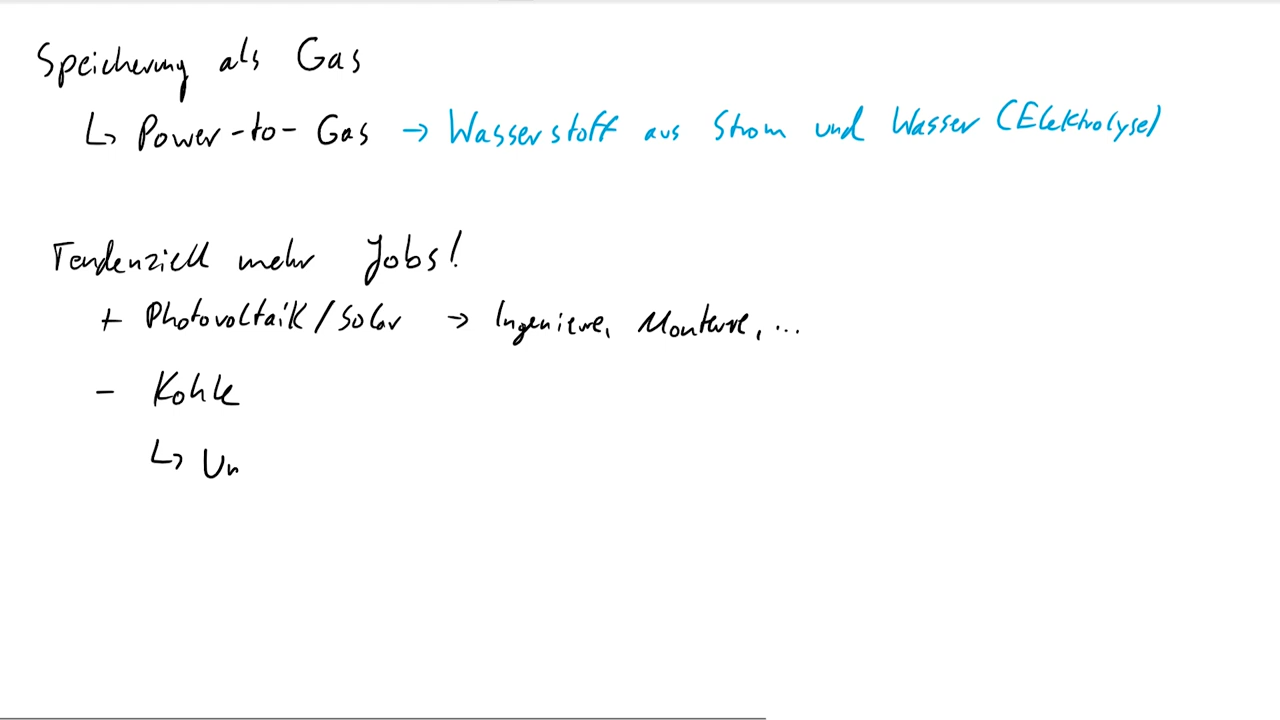 Speicherung als Gas
↳ Power-to-Gas → Wasserstoff aus Strom und Wasser (Elektrolyse)
Tendenziell mehr Jobs!
+ Photovoltaik/Solar → Ingenieure, Monteure, ...
- Kohle
↳ Um